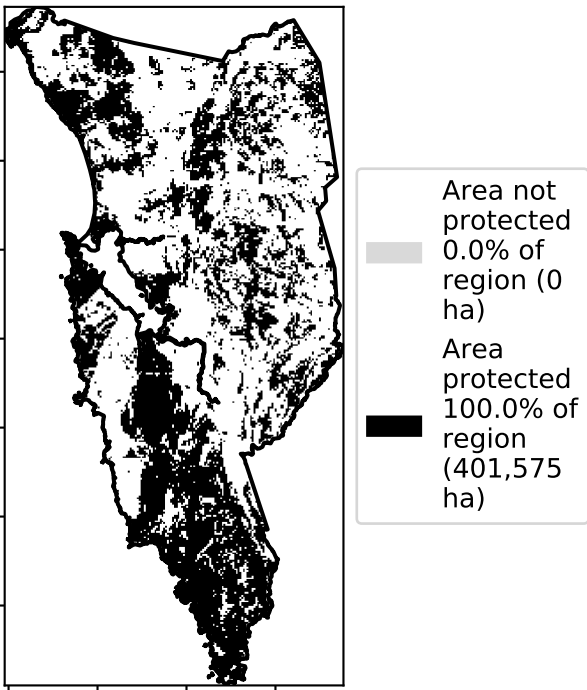 Area not
protected
0.0% of
region (0
ha)
Area
protected
100.0% of
region
(401,575
ha)